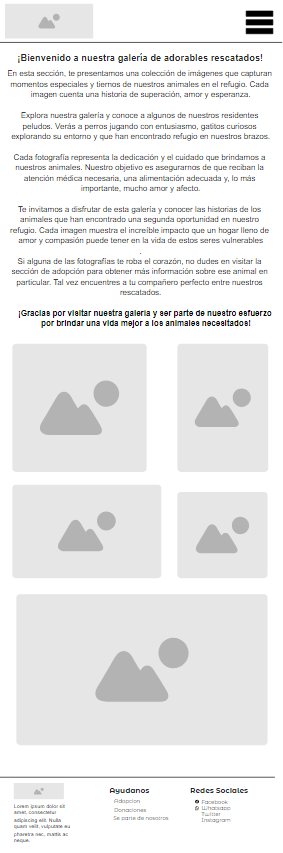 ¡Bienvenido a nuestra galería de adorables rescatados!
En esta sección, te presentamos una colección de imágenes que capturan
momentos especiales y tiernos de nuestros animales en el refugio. Cada
imagen cuenta una historia de superación, amor y esperanza.
Explora nuestra galería y conoce a algunos de nuestros residentes
peludos. Verás a perros jugando con entusiasmo, gatitos curiosos
explorando su entorno y que han encontrado refugio en nuestros brazos.
Cada fotografía representa la dedicación y el cuidado que brindamos a
nuestros animales. Nuestro objetivo es asegurarnos de que reciban la
atención médica necesaria, una alimentación adecuada y, lo más
importante, mucho amor y afecto.
Te invitamos a disfrutar de esta galería y conocer las historias de los
animales que han encontrado una segunda oportunidad en nuestro
refugio. Cada imagen muestra el increíble impacto que un hogar lleno de
amor y compasión puede tener en la vida de estos seres vulnerables
.
Si alguna de las fotografías te roba el corazón, no dudes en visitar la
sección de adopción para obtener más información sobre ese animal en
particular. Tal vez encuentres a tu compañero perfecto entre nuestros
rescatados.
¡Gracias por visitar nuestra galería y ser parte de nuestro esfuerzo
por brindar una vida mejor a los animales necesitados!
Lorem ipsum dolor sit
amet, consectetur
adipiscing elit. Nulla
quam velit, vulputate eu
pharetra nec, mattis ac
neque.
Ayudanos
Adopcion
Donaciones
Se parte de nosotros
Redes Sociales
Facebook
Whatsapp
Twitter
Instagram